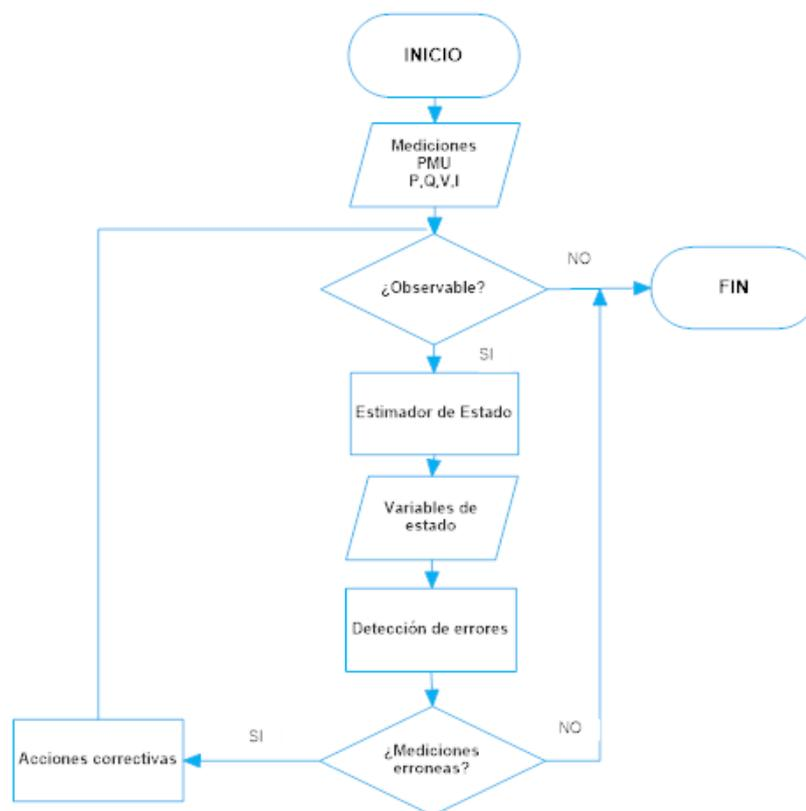 INICIO
Mediciones
PMU
P,Q,V,I
¿Observable?
NO
FIN
SI
Estimador de Estado
Variables de
estado
Detección de errores
¿Mediciones
erroneas?
SI
NO
Acciones correctivas